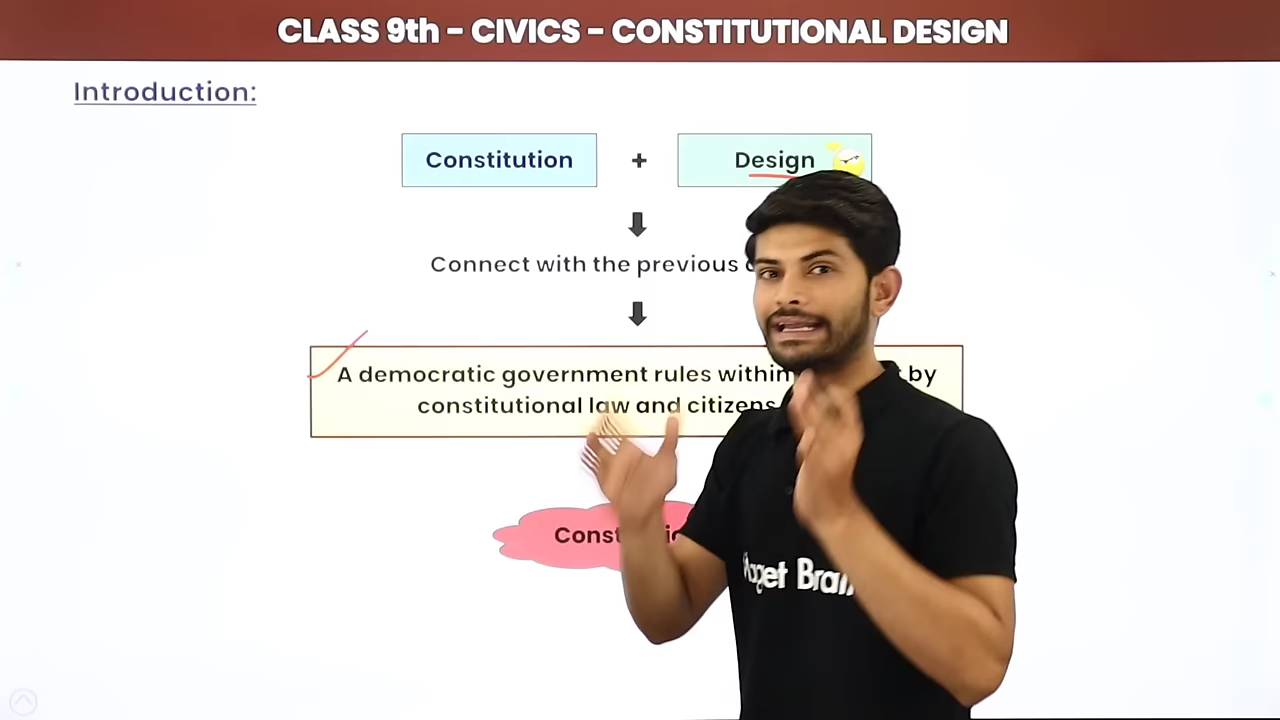 CLASS 9th - CIVICS - CONSTITUTIONAL DESIGN
Introduction:
Constitution + Design
Connect with the previous
A democratic government rules within by
constitutional law and citizens